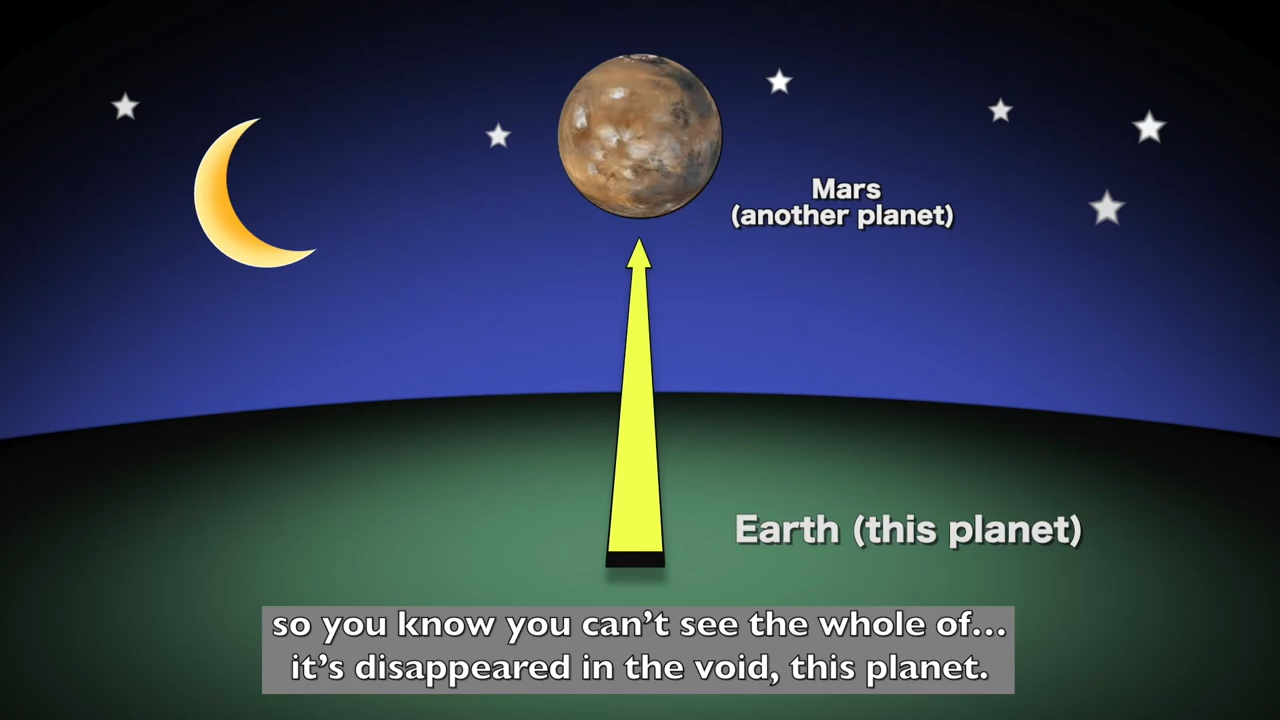 Mars
(another planet)
Earth (this planet)
so you know you can’t see the whole of...
it’s disappeared in the void, this planet.